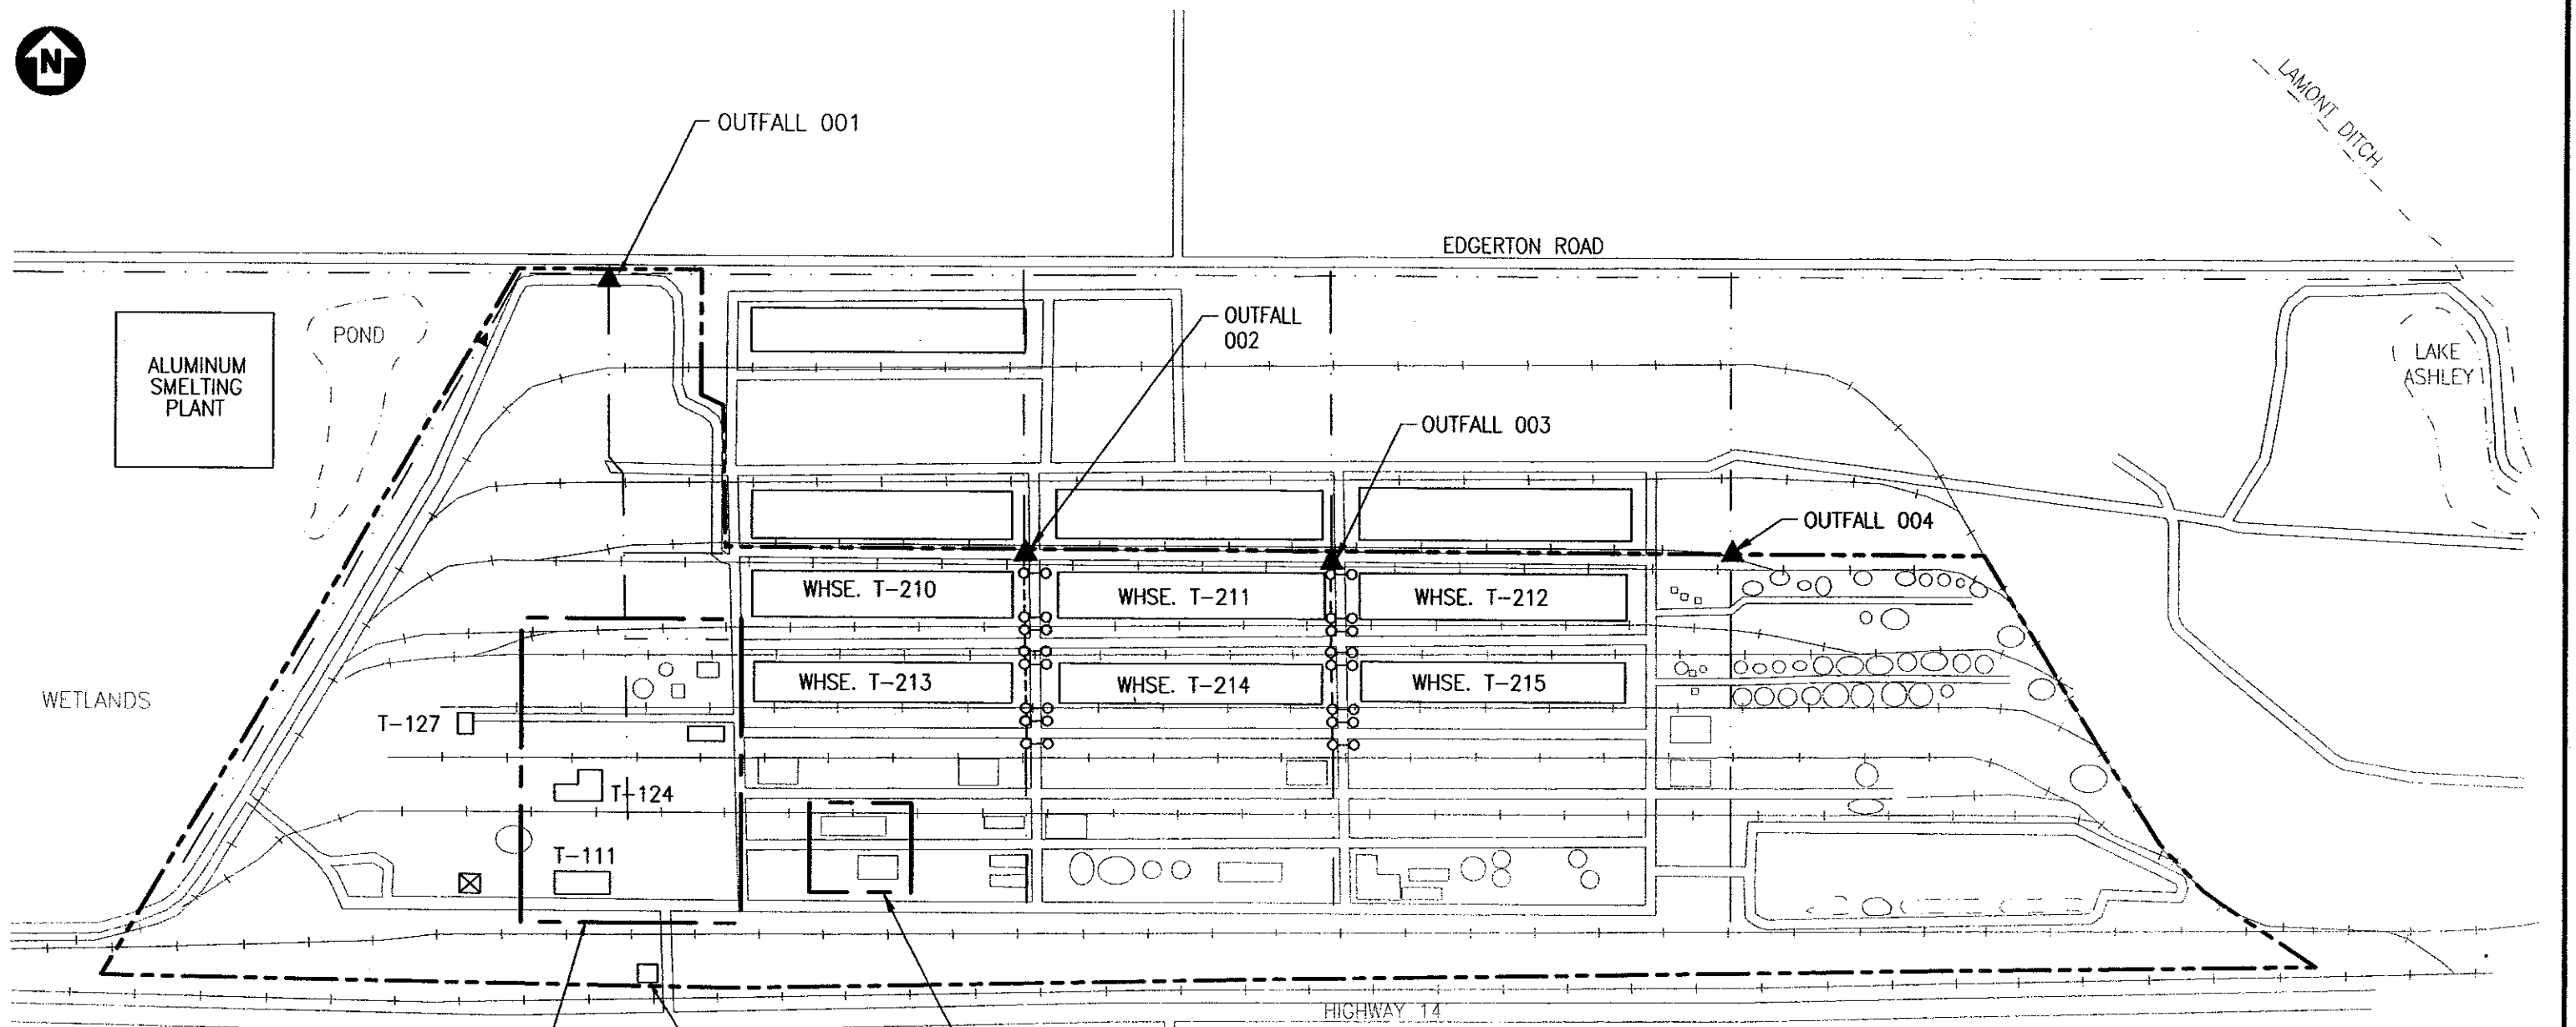 N
LAMONT DITCH
OUTFALL 001
EDGERTON ROAD
POND
OUTFALL
002
ALUMINUM
SMELTING
PLANT
LAKE
ASHLEY
OUTFALL 003
OUTFALL 004
WHSE. T-210
WHSE. T-211
WHSE. T-212
WETLANDS
WHSE. T-213
WHSE. T-214
WHSE. T-215
T-127
T-124
T-111
HIGHWAY 14